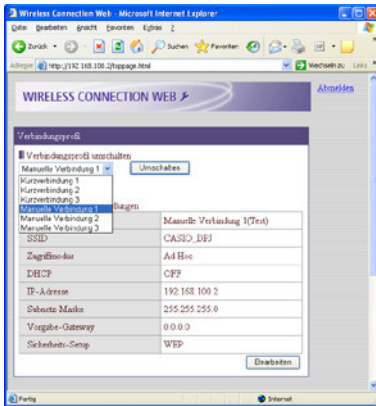 Wireless Connection Web - Microsoft Internet Explorer
Datei Bearbeiten Ansicht Favoriten Extras ?
Zurück Suchen Favoriten
Adresse http://192.168.100.2/toppage.html Wechseln zu Links
WIRELESS CONNECTION WEB
Abmelden
Verbindungsprofil
Verbindungsprofil umschalten
Manuelle Verbindung 1 Umschalten
Kurzverbindung 1
Kurzverbindung 2
Kurzverbindung 3
Manuelle Verbindung 1
Manuelle Verbindung 2
Manuelle Verbindung 3
Manuelle Verbindung 1(Test)
SSID CASIO_DPJ
Zugriffmodus Ad Hoc
DHCP OFF
IP-Adresse 192.168.100.2
Subnetz-Maske 255.255.255.0
Vorgabe-Gateway 0.0.0.0
Sicherheits-Setup WEP
Bearbeiten
Fertig Internet